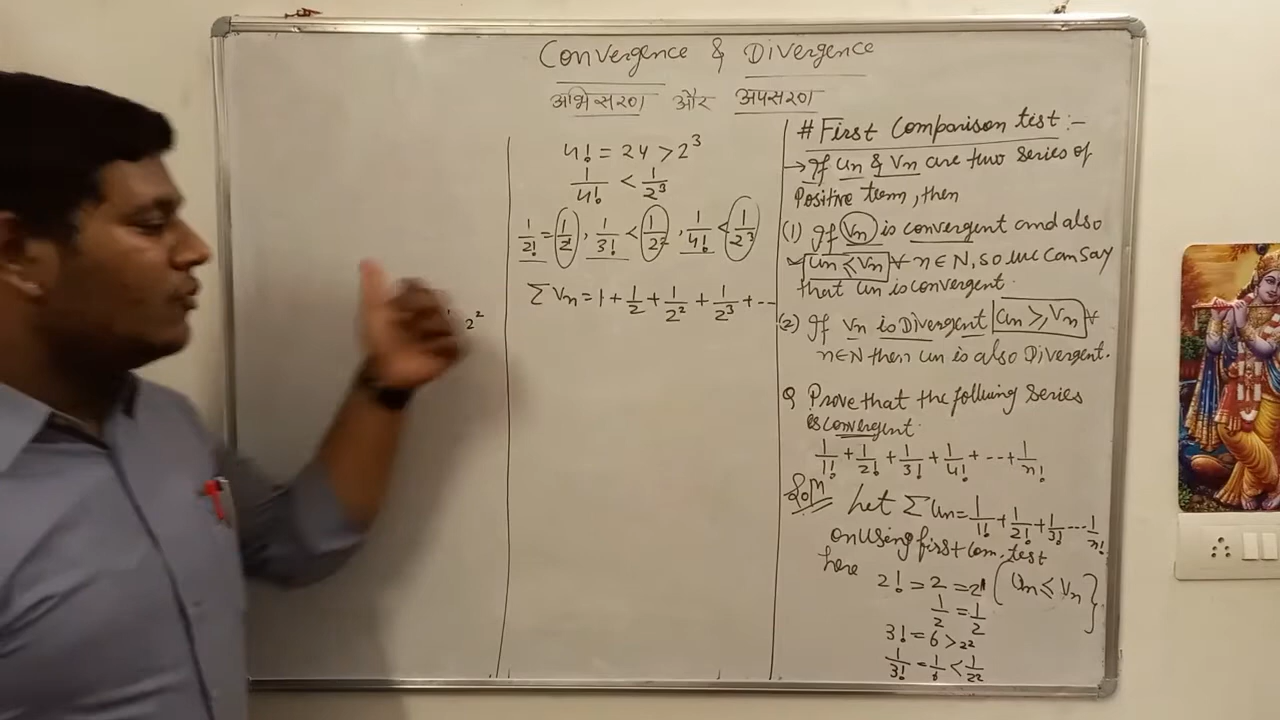 Convergence & Divergence
अभिसरण और अपसरण
4! = 24 > 2³
1/4! < 1/2³
1/2! = 1/2, 1/3! < 1/2², 1/4! < 1/2³
∑ Vn = 1 + 1/2 + 1/2² + 1/2³ + --
2²
# First Comparison test :-
→ If un & Vn are two series of
Positive term, then
(1) If Vn is convergent and also
un ≤ Vn ∀ n ∈ N, so we can say
that un is convergent.
(2) If Vn is Divergent un ≥, Vn ∀
n ∈ N then un is also Divergent.
Q Prove that the following series
is convergent.
1/1! + 1/2! + 1/3! + 1/4! + -- + 1/n!
Soln Let ∑ un = 1/1! + 1/2! + 1/3! ---- 1/n!
on using first com. test
here
2! = 2 = 2¹ (Un ≤ Vn}
1/2 = 1/2
3! = 6 > 2²
1/3! = 1/6 < 1/2²